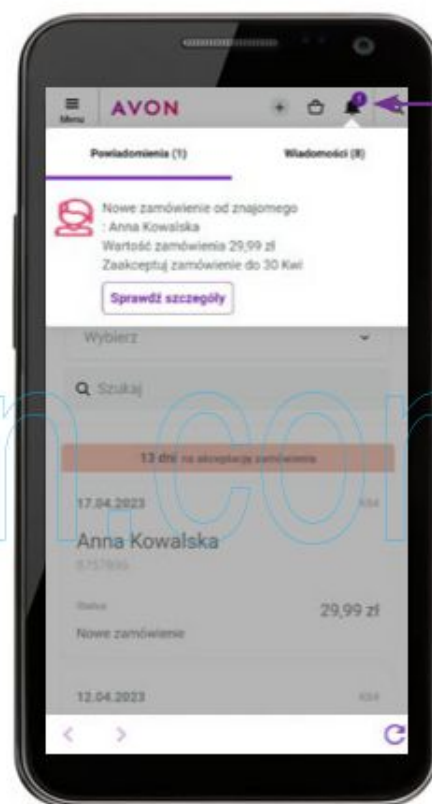 AVON
1
Menu
Powiadomienia (1)
Wiadomości (8)
Nowe zamówienie od znajomego
: Anna Kowalska
Wartość zamówienia 29,99 zł
Zaakceptuj zamówienie do 30 Kwi
Sprawdź szczegóły
Wybierz
Szukaj
13 dni na akceptację zamówienia
17.04.2023
Anna Kowalska
Status
29,99 zł
Nowe zamówienie
12.04.2023